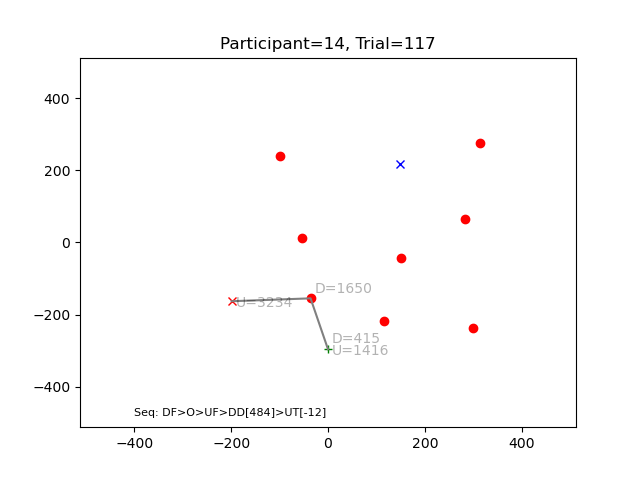 Participant=14, Trial=117
400
200
0
−200
−400
D=1650
U=3234
D=415
U=1416
Seq: DF>O>UF>DD[484]>UT[-12]
−400 −200 0 200 400